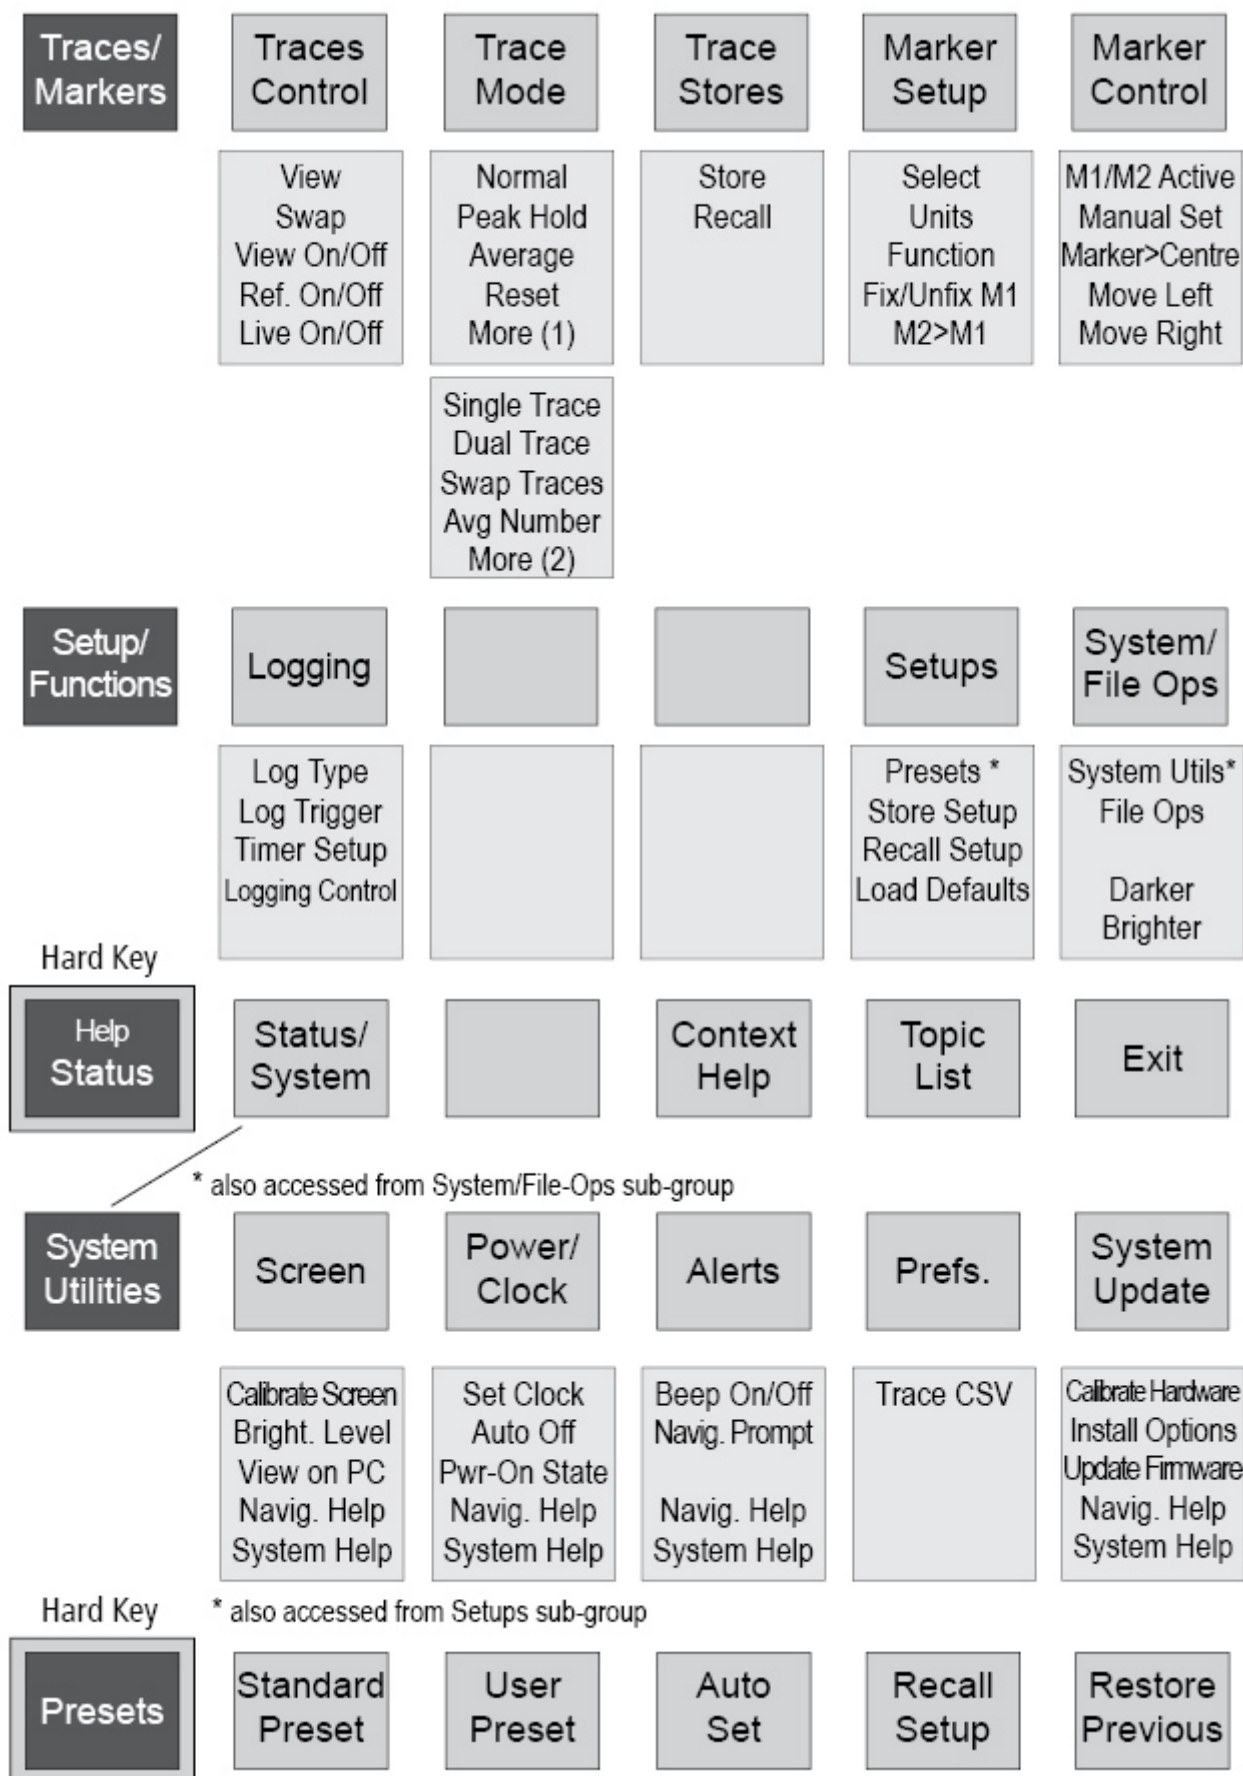 Traces/
Markers
Traces
Control
Trace
Mode
Trace
Stores
Marker
Setup
Marker
Control
View
Swap
View On/Off
Ref. On/Off
Live On/Off
Normal
Peak Hold
Average
Reset
More (1)
Store
Recall
Select
Units
Function
Fix/Unfix M1
M2>M1
M1/M2 Active
Manual Set
Marker>Centre
Move Left
Move Right
Single Trace
Dual Trace
Swap Traces
Avg Number
More (2)
Setup/
Functions
Logging
Setups
System/
File Ops
Log Type
Log Trigger
Timer Setup
Logging Control
Presets *
Store Setup
Recall Setup
Load Defaults
System Utils*
File Ops
Darker
Brighter
Hard Key
Help
Status
Status/
System
Context
Help
Topic
List
Exit
* also accessed from System/File-Ops sub-group
System
Utilities
Screen
Power/
Clock
Alerts
Prefs.
System
Update
Calibrate Screen
Bright. Level
View on PC
Navig. Help
System Help
Set Clock
Auto Off
Pwr-On State
Navig. Help
System Help
Beep On/Off
Navig. Prompt
Navig. Help
System Help
Trace CSV
Calibrate Hardware
Install Options
Update Firmware
Navig. Help
System Help
Hard Key
* also accessed from Setups sub-group
Presets
Standard
Preset
User
Preset
Auto
Set
Recall
Setup
Restore
Previous